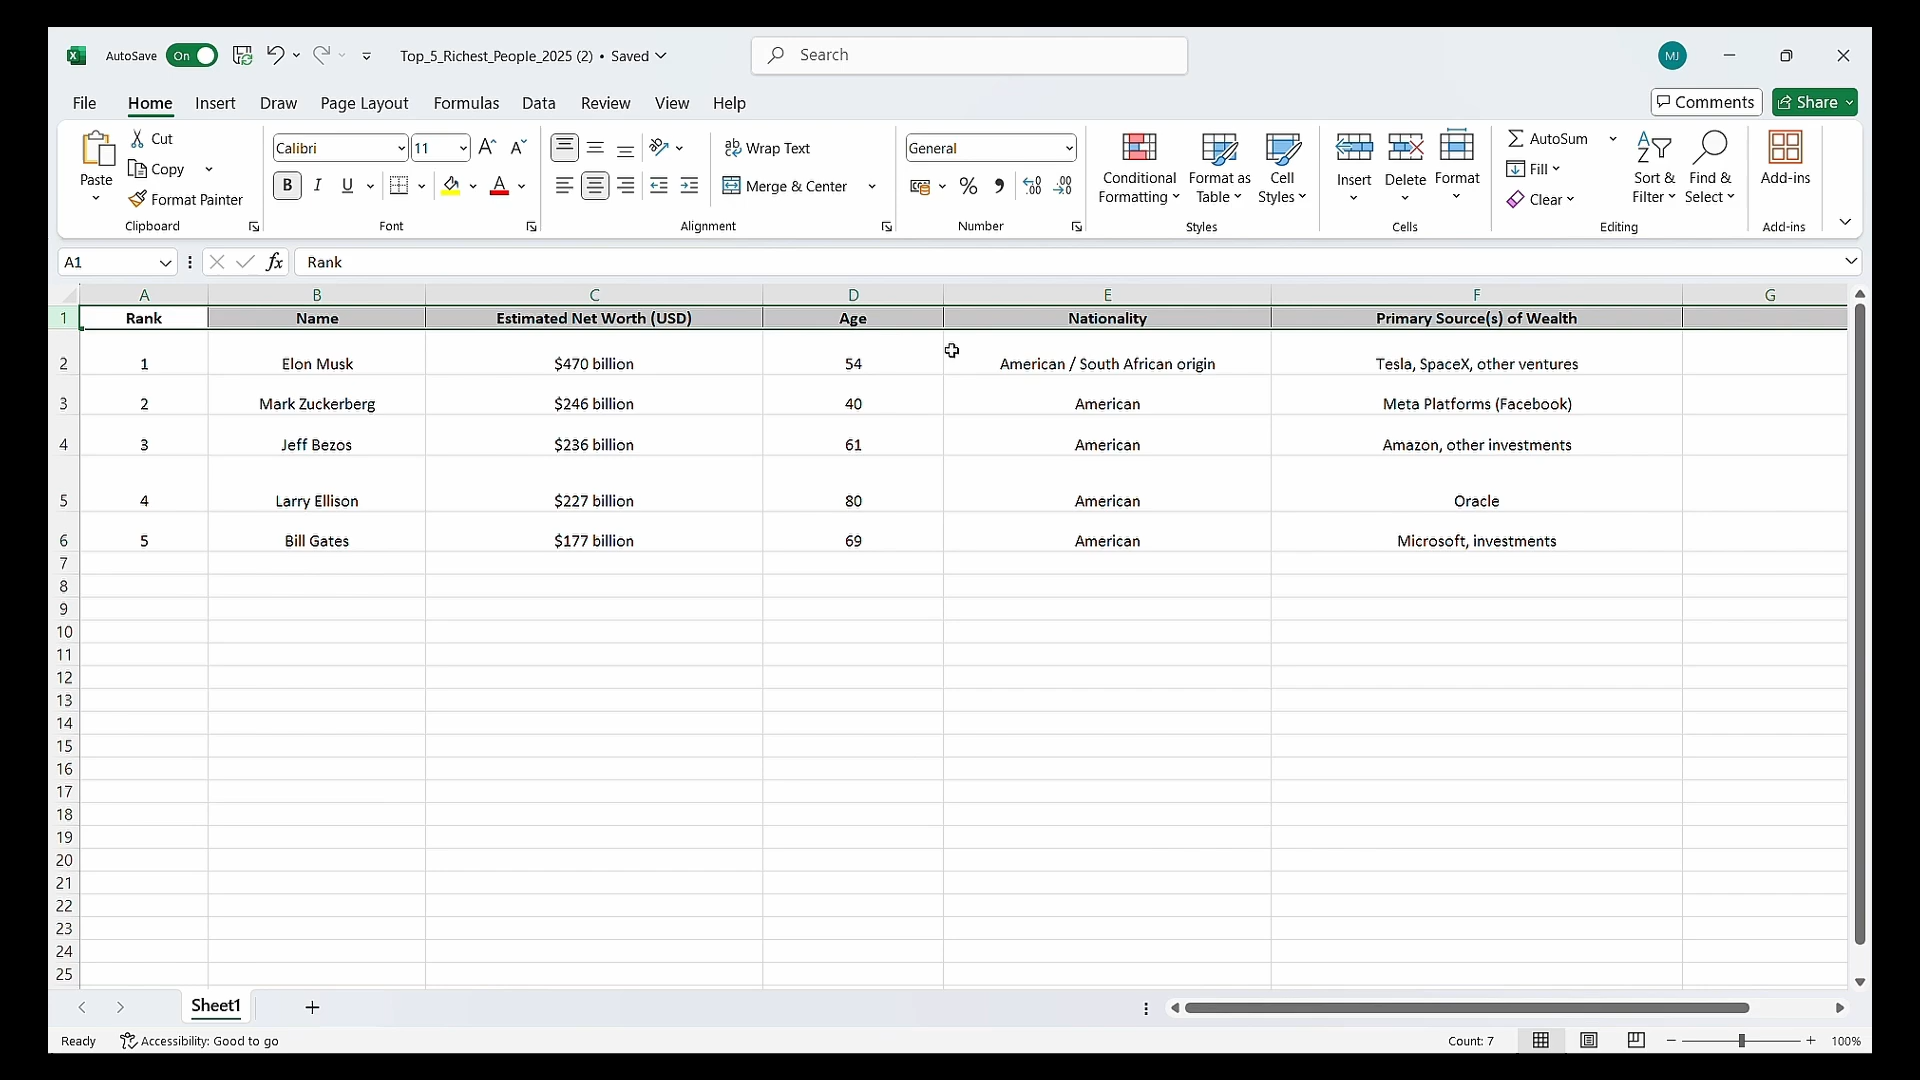 AutoSave On Top_5_Richest_People_2025 (2) • Saved Search MJ
File Home Insert Draw Page Layout Formulas Data Review View Help Comments Share
Paste Cut Copy Format Painter Clipboard
Calibri 11 B I U Font
Wrap Text Merge & Center Alignment
General % Number
Conditional Formatting Format as Table Cell Styles Styles
Insert Delete Format Cells
AutoSum Fill Clear Sort & Filter Find & Select Editing
Add-ins Add-ins
A1 fx Rank
A B C D E F G
1 Rank Name Estimated Net Worth (USD) Age Nationality Primary Source(s) of Wealth
2 1 Elon Musk $470 billion 54 American / South African origin Tesla, SpaceX, other ventures
3 2 Mark Zuckerberg $246 billion 40 American Meta Platforms (Facebook)
4 3 Jeff Bezos $236 billion 61 American Amazon, other investments
5 4 Larry Ellison $227 billion 80 American Oracle
6 5 Bill Gates $177 billion 69 American Microsoft, investments
7
8
9
10
11
12
13
14
15
16
17
18
19
20
21
22
23
24
25
Sheet1
Ready Accessibility: Good to go Count: 7 100%